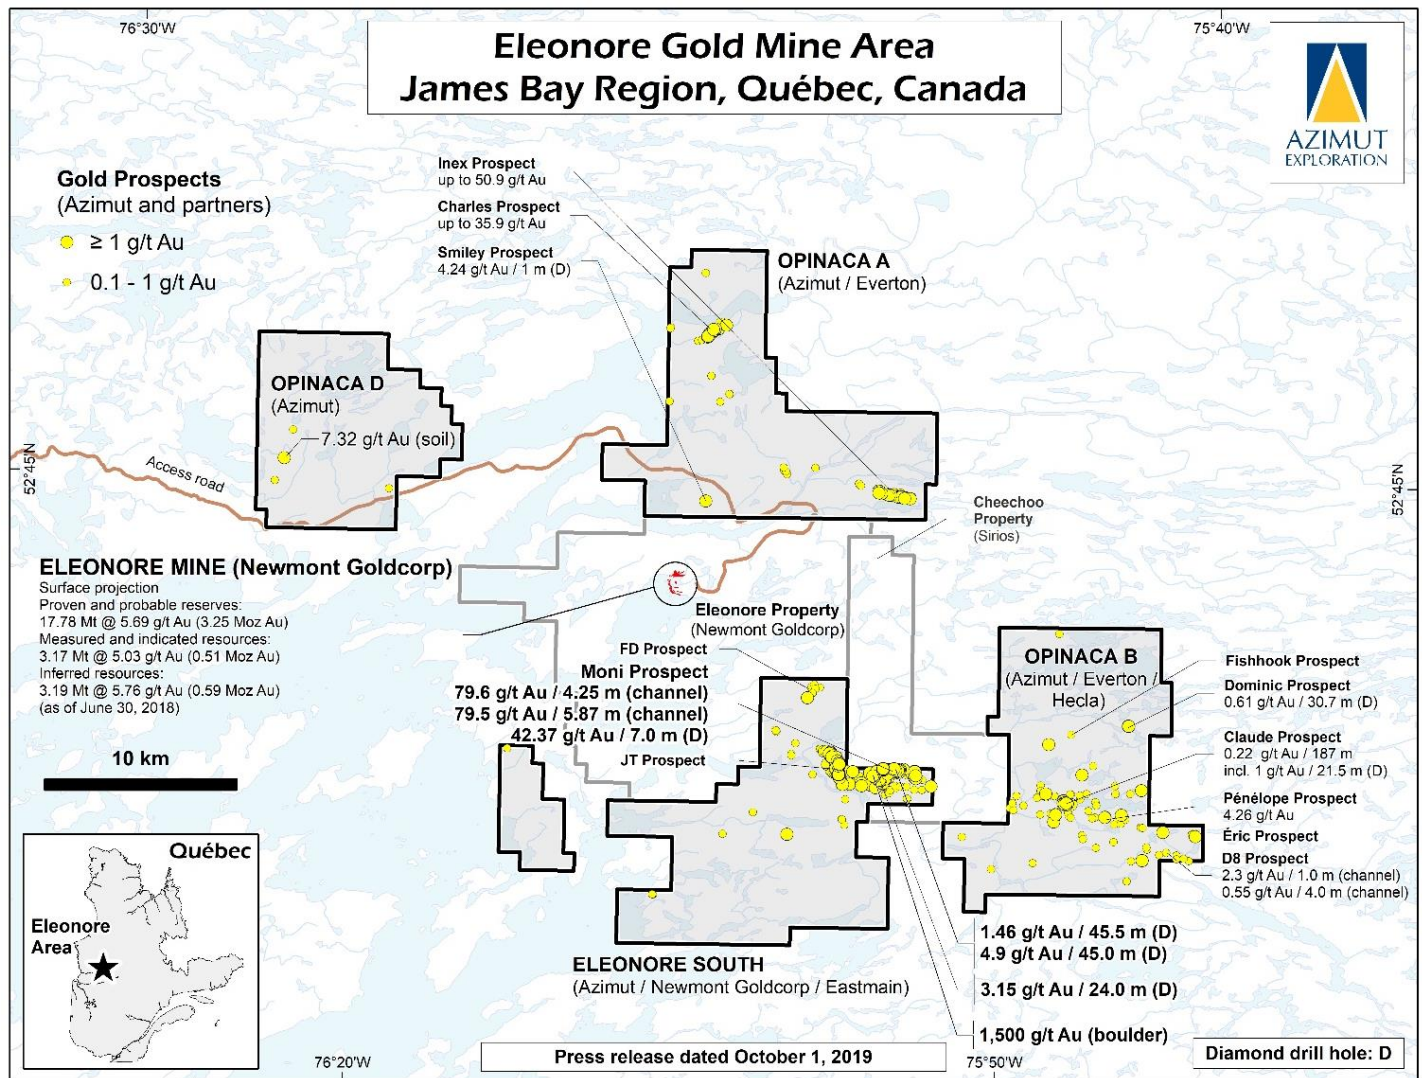 76°30'W
75°40'W
Eleonore Gold Mine Area
James Bay Region, Québec, Canada
AZIMUT
EXPLORATION
Gold Prospects
(Azimut and partners)
≥ 1 g/t Au
0.1 - 1 g/t Au
Inex Prospect
up to 50.9 g/t Au
Charles Prospect
up to 35.9 g/t Au
Smiley Prospect
4.24 g/t Au / 1 m (D)
OPINACA A
(Azimut / Everton)
OPINACA D
(Azimut)
7.32 g/t Au (soil)
Access road
52°45'N
52°45'N
Cheechoo
Property
(Sirios)
ELEONORE MINE (Newmont Goldcorp)
Surface projection
Proven and probable reserves:
17.78 Mt @ 5.69 g/t Au (3.25 Moz Au)
Measured and indicated resources:
3.17 Mt @ 5.03 g/t Au (0.51 Moz Au)
Inferred resources:
3.19 Mt @ 5.76 g/t Au (0.59 Moz Au)
(as of June 30, 2018)
Eleonore Property
(Newmont Goldcorp)
FD Prospect
Moni Prospect
79.6 g/t Au / 4.25 m (channel)
79.5 g/t Au / 5.87 m (channel)
42.37 g/t Au / 7.0 m (D)
JT Prospect
OPINACA B
(Azimut / Everton /
Hecla)
Fishhook Prospect
Dominic Prospect
0.61 g/t Au / 30.7 m (D)
Claude Prospect
0.22 g/t Au / 187 m
incl. 1 g/t Au / 21.5 m (D)
Pénélope Prospect
4.26 g/t Au
Éric Prospect
D8 Prospect
2.3 g/t Au / 1.0 m (channel)
0.55 g/t Au / 4.0 m (channel)
10 km
Québec
Eleonore
Area
ELEONORE SOUTH
(Azimut / Newmont Goldcorp / Eastmain)
1.46 g/t Au / 45.5 m (D)
4.9 g/t Au / 45.0 m (D)
3.15 g/t Au / 24.0 m (D)
1,500 g/t Au (boulder)
76°20'W
Press release dated October 1, 2019
75°50'W
Diamond drill hole: D